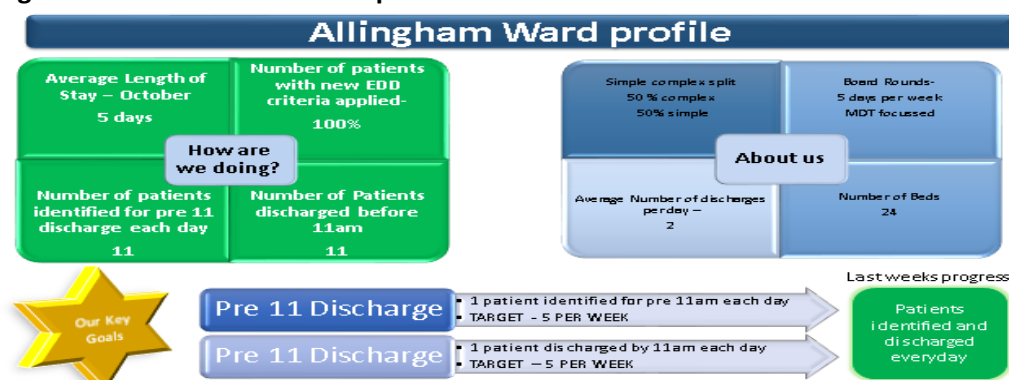 Allingham Ward profile
Average Length of
Stay – October
5 days
Number of patients
with new EDD
criteria applied-
100%
How are
we doing?
Number of patients
identified for pre 11
discharge each day
11
Number of Patients
discharged before
11am
11
Simple complex split
50 % complex
50% simple
Board Rounds-
5 days per week
MDT focussed
About us
Average Number of discharges
per day –
2
Number of Beds
24
Our Key
Goals
Pre 11 Discharge
▪ 1 patient identified for pre 11am each day
▪ TARGET - 5 PER WEEK
Pre 11 Discharge
▪ 1 patient discharged by 11am each day
▪ TARGET – 5 PER WEEK
Last weeks progress
Patients
identified and
discharged
everyday